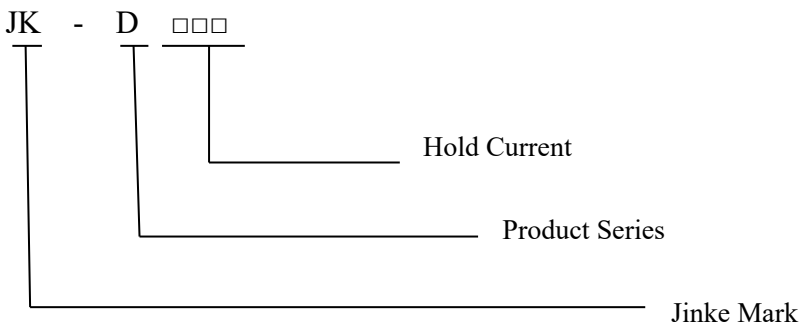 JK - D □□□
Hold Current
Product Series
Jinke Mark